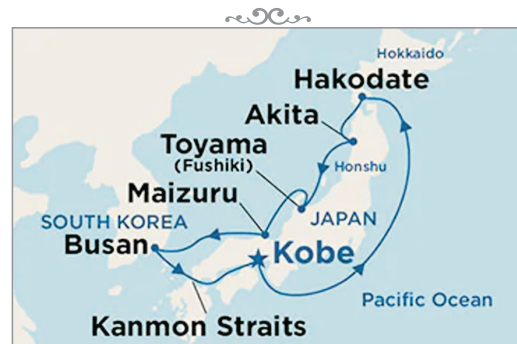 Hokkaido
Hakodate
Akita
Toyama
(Fushiki)
Honshu
Maizuru
SOUTH KOREA
JAPAN
Busan
Kobe
Pacific Ocean
Kanmon Straits